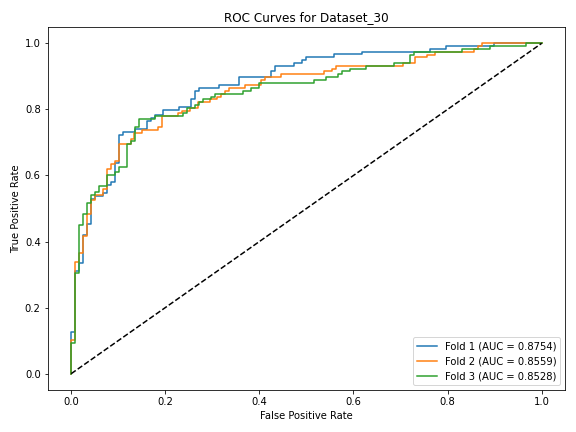 ROC Curves for Dataset_30
True Positive Rate
1.0
0.8
0.6
0.4
0.2
0.0
0.0 0.2 0.4 0.6 0.8 1.0
False Positive Rate
Fold 1 (AUC = 0.8754)
Fold 2 (AUC = 0.8559)
Fold 3 (AUC = 0.8528)